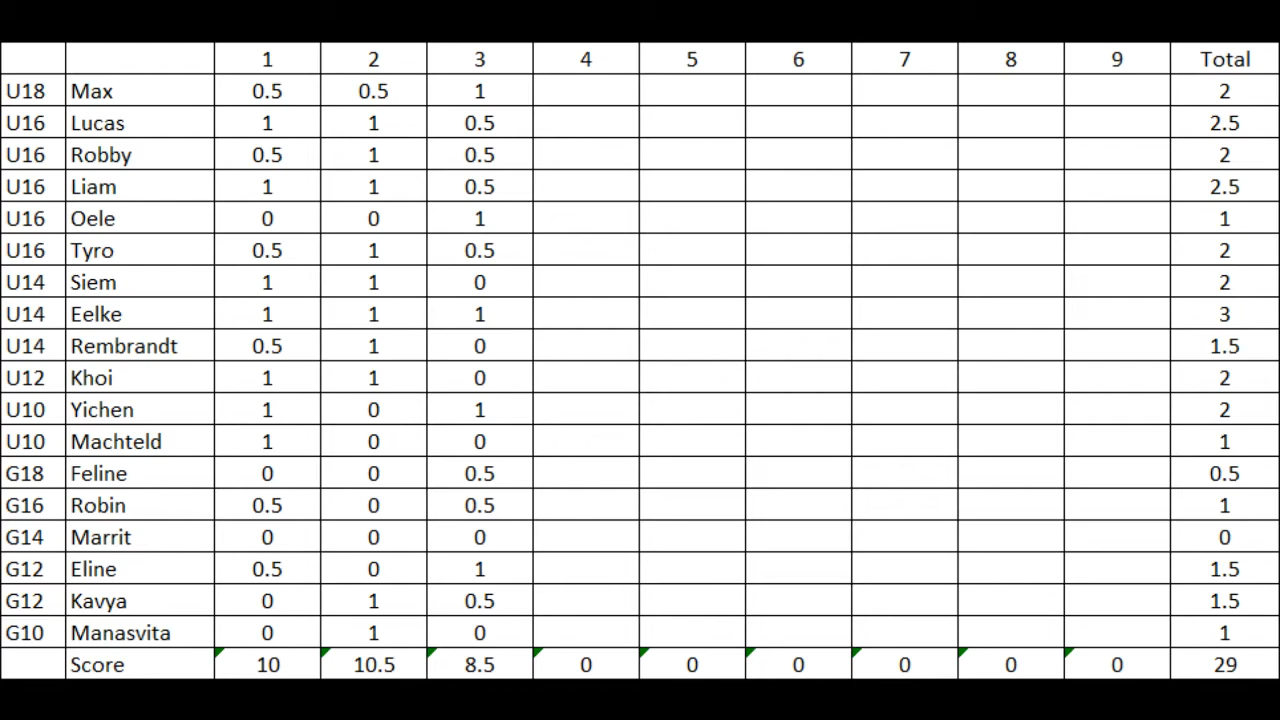 1 2 3 4 5 6 7 8 9 Total
U18 Max 0.5 0.5 1 2
U16 Lucas 1 1 0.5 2.5
U16 Robby 0.5 1 0.5 2
U16 Liam 1 1 0.5 2.5
U16 Oele 0 0 1 1
U16 Tyro 0.5 1 0.5 2
U14 Siem 1 1 0 2
U14 Eelke 1 1 1 3
U14 Rembrandt 0.5 1 0 1.5
U12 Khoi 1 1 0 2
U10 Yichen 1 0 1 2
U10 Machteld 1 0 0 1
G18 Feline 0 0 0.5 0.5
G16 Robin 0.5 0 0.5 1
G14 Marrit 0 0 0 0
G12 Eline 0.5 0 1 1.5
G12 Kavya 0 1 0.5 1.5
G10 Manasvita 0 1 0 1
Score 10 10.5 8.5 0 0 0 0 0 0 29